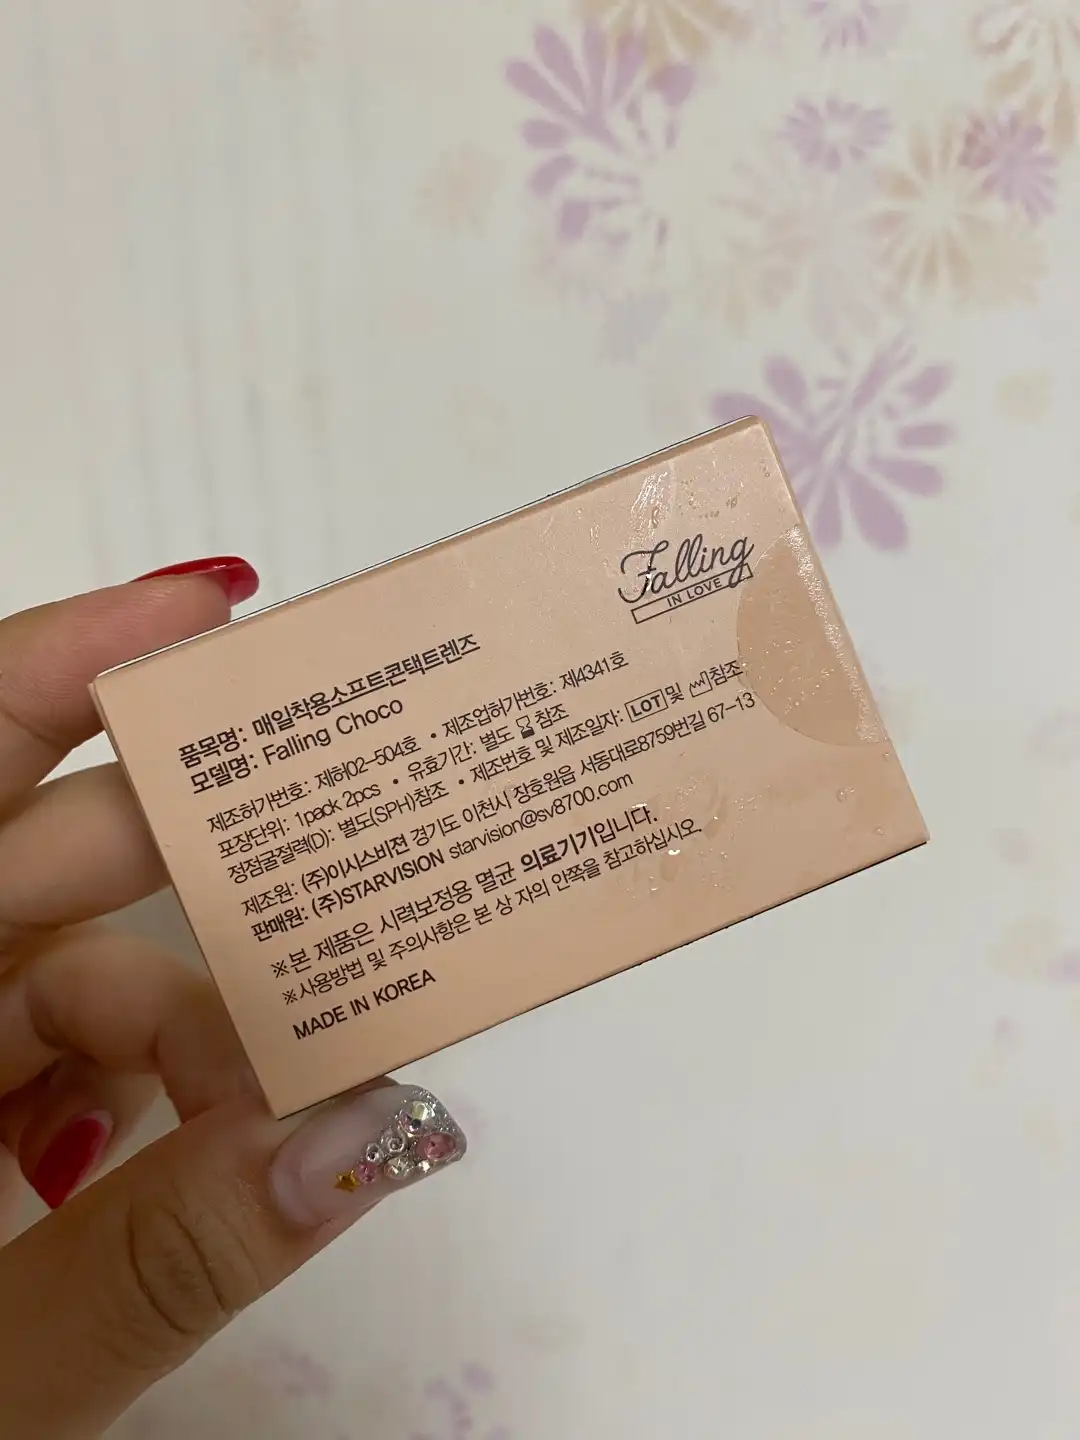 Falling
IN LOVE
품목명: 매일착용소프트콘택트렌즈
모델명: Falling Choco
제조허가번호: 제허02-504호 • 제조업허가번호: 제4341호
포장단위: 1pack 2pcs • 유효기간: 별도 참조
정점굴절력(D): 별도(SPH)참조 • 제조번호 및 제조일자: LOT 및 참조
제조원: (주)이시스비젼 경기도 이천시 장호원읍 서동대로8759번길 67-13
판매원: (주)STARVISION starvision@sv8700.com
※본 제품은 시력보정용 멸균 의료기기입니다.
※사용방법 및 주의사항은 본 상 자의 안쪽을 참고하십시오.
MADE IN KOREA